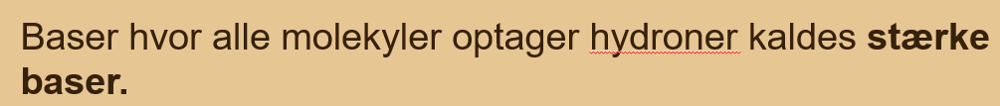 Baser hvor alle molekyler optager hydroner kaldes stærke
baser.